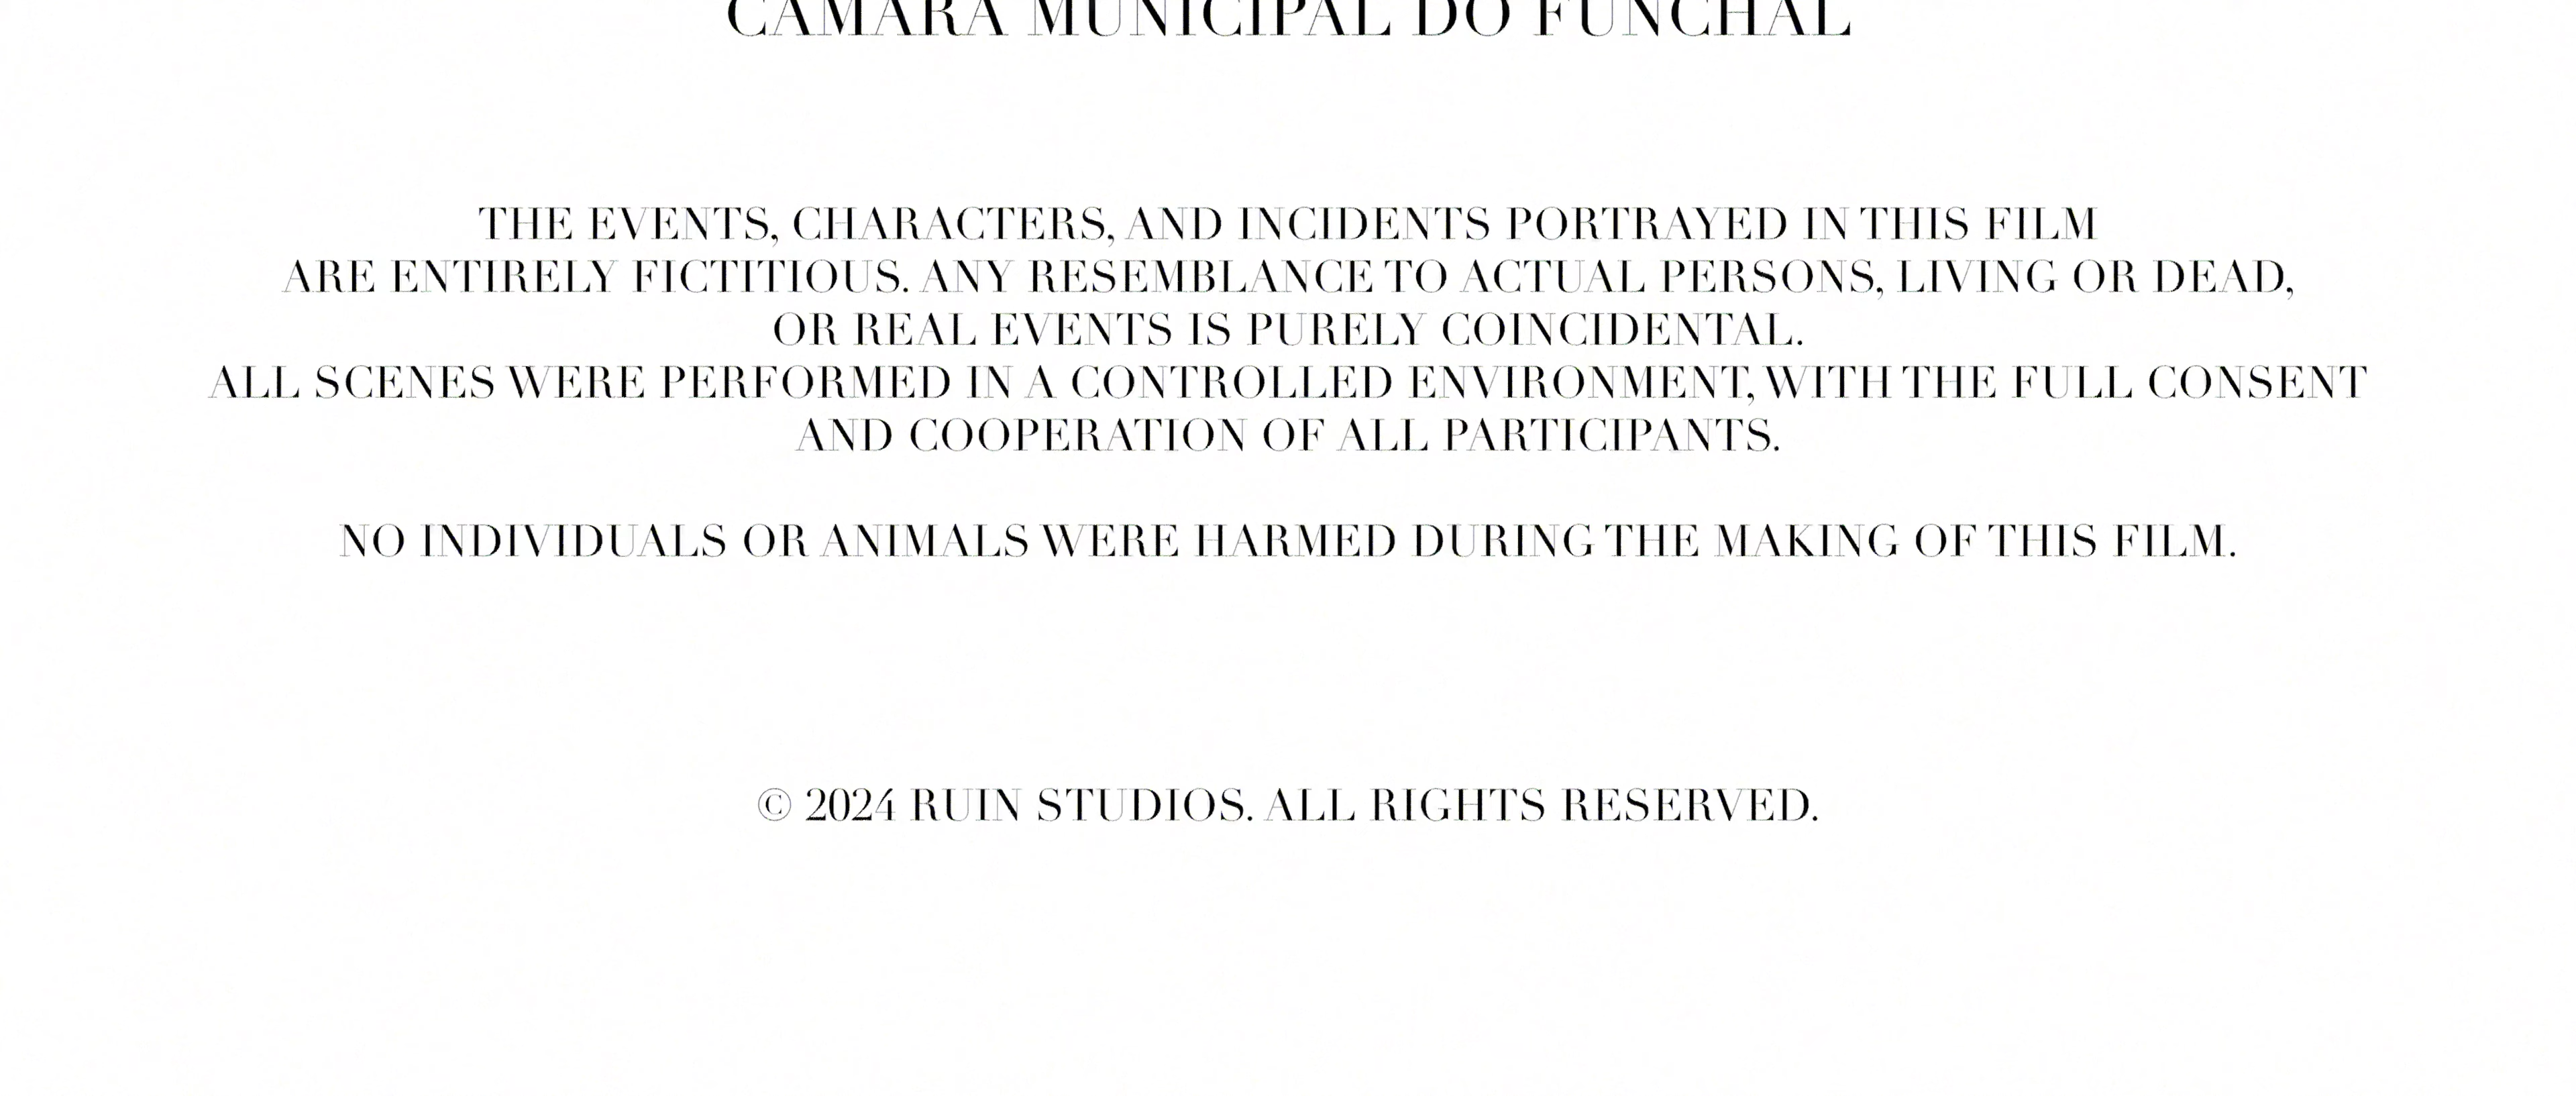 CÂMARA MUNICIPAL DO FUNCHAL
THE EVENTS, CHARACTERS, AND INCIDENTS PORTRAYED IN THIS FILM
ARE ENTIRELY FICTITIOUS. ANY RESEMBLANCE TO ACTUAL PERSONS, LIVING OR DEAD,
OR REAL EVENTS IS PURELY COINCIDENTAL.
ALL SCENES WERE PERFORMED IN A CONTROLLED ENVIRONMENT, WITH THE FULL CONSENT
AND COOPERATION OF ALL PARTICIPANTS.
NO INDIVIDUALS OR ANIMALS WERE HARMED DURING THE MAKING OF THIS FILM.
© 2024 RUIN STUDIOS. ALL RIGHTS RESERVED.